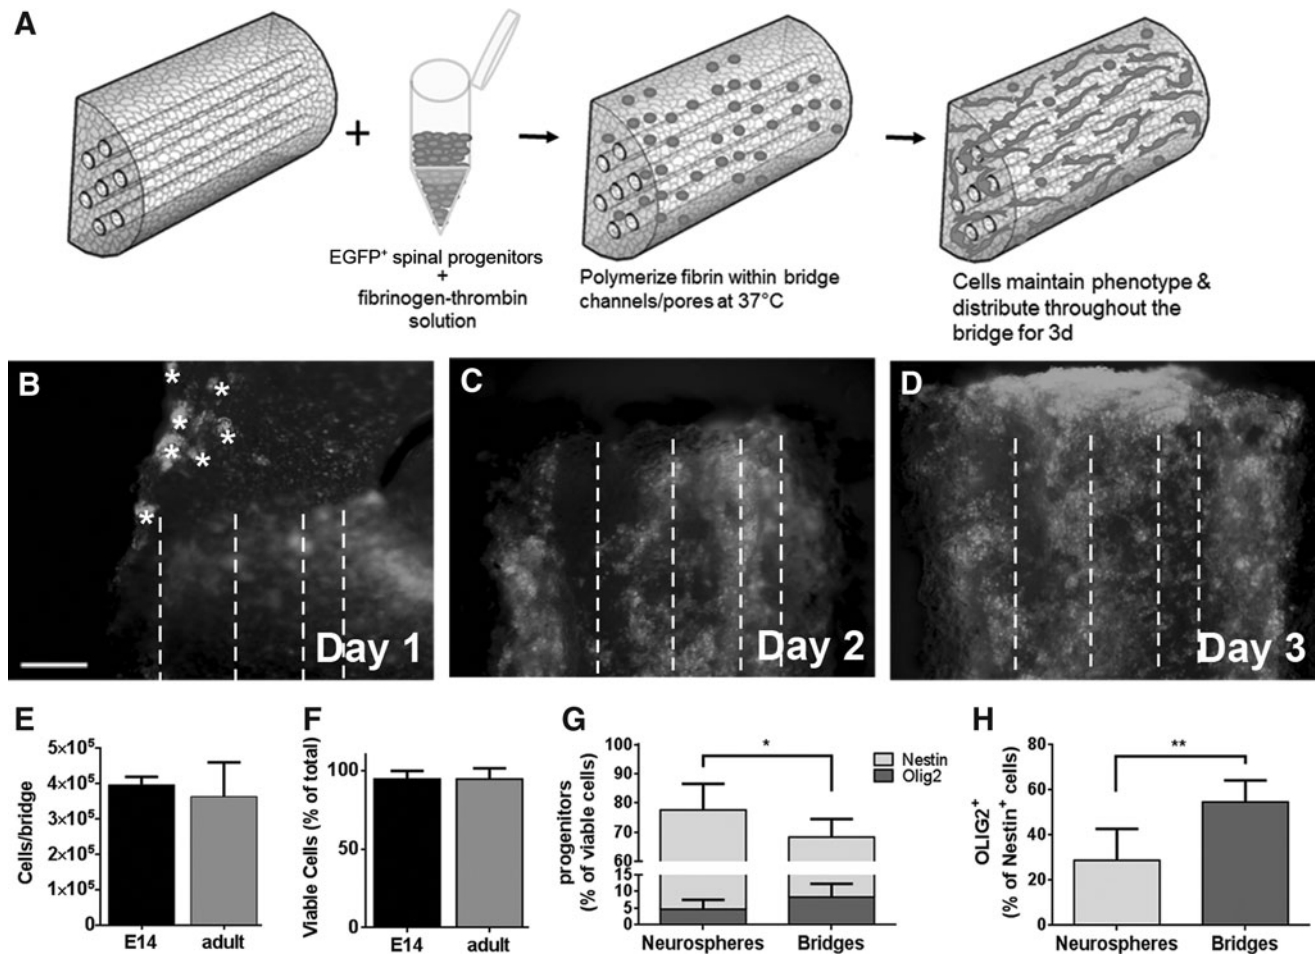 A
+
EGFP⁺ spinal progenitors
+
fibrinogen-thrombin
solution
Polymerize fibrin within bridge
channels/pores at 37°C
Cells maintain phenotype &
distribute throughout the
bridge for 3d
B
* * * * * * *
Day 1
C
Day 2
D
Day 3
E
Cells/bridge
5×10⁵
4×10⁵
3×10⁵
2×10⁵
1×10⁵
0
E14 adult
F
Viable Cells (% of total)
100
50
0
E14 adult
G
progenitors
(% of viable cells)
100
90
80
70
60
15
10
5
0
*
Nestin
Olig2
Neurospheres Bridges
H
OLIG2⁺
(% of Nestin⁺ cells)
80
60
40
20
0
**
Neurospheres Bridges